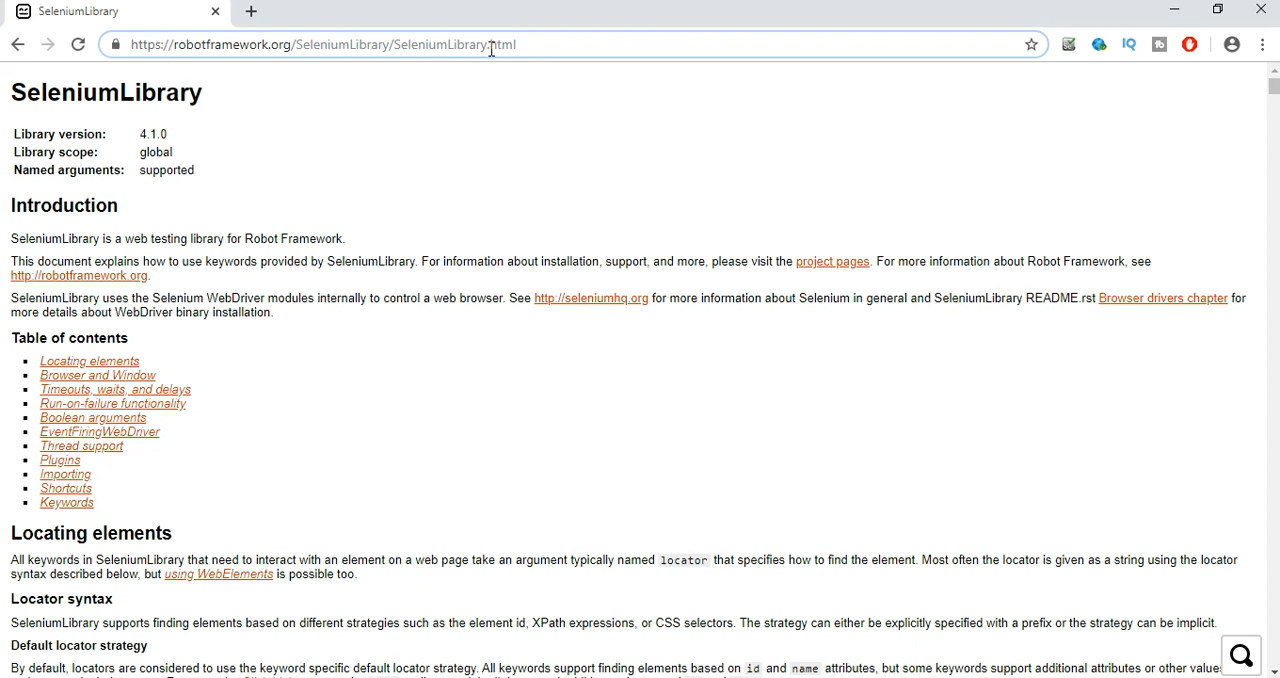 SeleniumLibrary
https://robotframework.org/SeleniumLibrary/SeleniumLibrary.html
IQ
SeleniumLibrary
Library version: 4.1.0
Library scope: global
Named arguments: supported
Introduction
SeleniumLibrary is a web testing library for Robot Framework.
This document explains how to use keywords provided by SeleniumLibrary. For information about installation, support, and more, please visit the project pages. For more information about Robot Framework, see
http://robotframework.org.
SeleniumLibrary uses the Selenium WebDriver modules internally to control a web browser. See http://seleniumhq.org for more information about Selenium in general and SeleniumLibrary README.rst Browser drivers chapter for
more details about WebDriver binary installation.
Table of contents
Locating elements
Browser and Window
Timeouts, waits, and delays
Run-on-failure functionality
Boolean arguments
EventFiringWebDriver
Thread support
Plugins
Importing
Shortcuts
Keywords
Locating elements
All keywords in SeleniumLibrary that need to interact with an element on a web page take an argument typically named locator that specifies how to find the element. Most often the locator is given as a string using the locator
syntax described below, but using WebElements is possible too.
Locator syntax
SeleniumLibrary supports finding elements based on different strategies such as the element id, XPath expressions, or CSS selectors. The strategy can either be explicitly specified with a prefix or the strategy can be implicit.
Default locator strategy
By default, locators are considered to use the keyword specific default locator strategy. All keywords support finding elements based on id and name attributes, but some keywords support additional attributes or other values